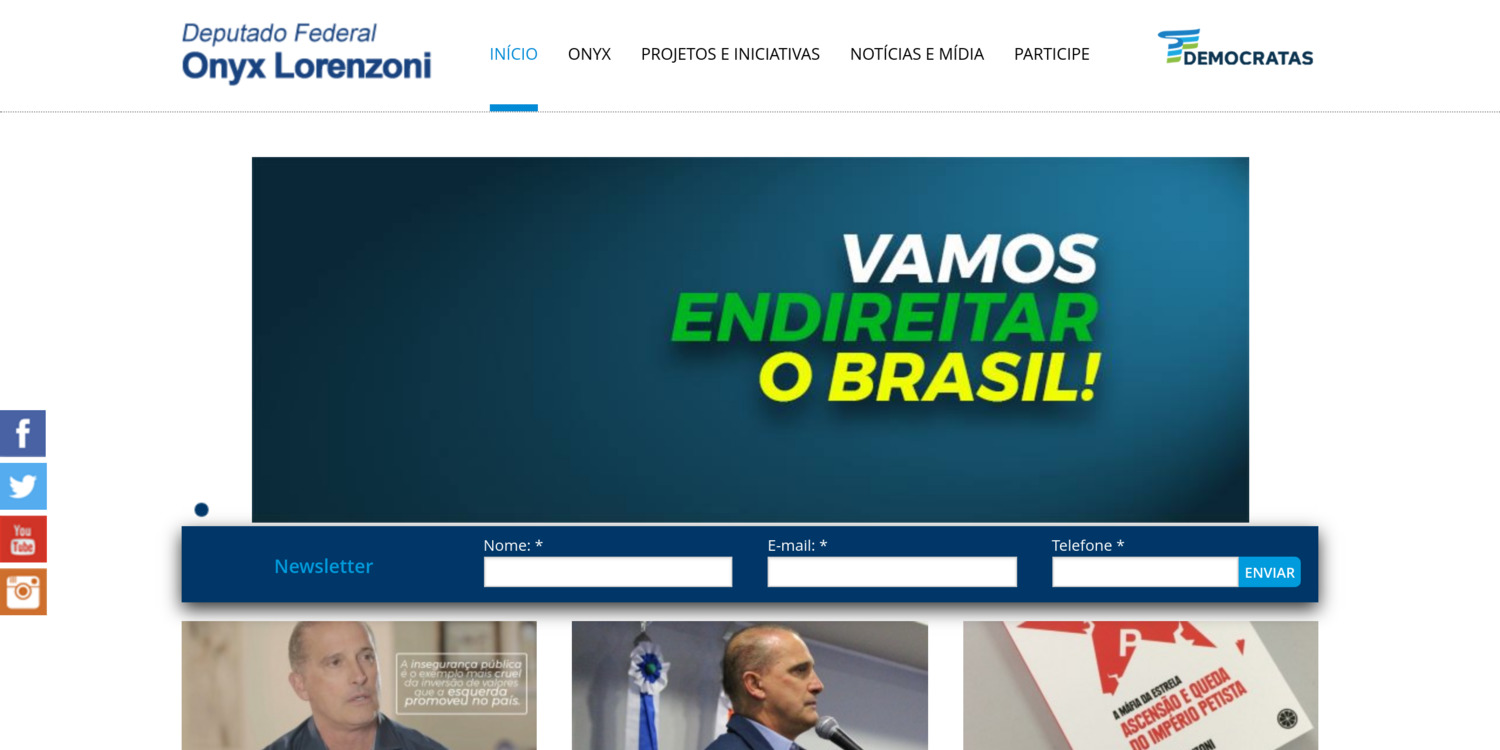 Deputado Federal
Onyx Lorenzoni
INÍCIO
ONYX
PROJETOS E INICIATIVAS
NOTÍCIAS E MÍDIA
PARTICIPE
DEMOCRATAS
VAMOS
ENDIREITAR
O BRASIL!
f
You
Tube
Newsletter
Nome: *
E-mail: *
Telefone *
ENVIAR
A insegurança pública
é o exemplo mais cruel
da inversão de valores
que a esquerda
promoveu no país.
P
A MÁFIA DA ESTRELA
ASCENSÃO E QUEDA
DO IMPÉRIO PETISTA